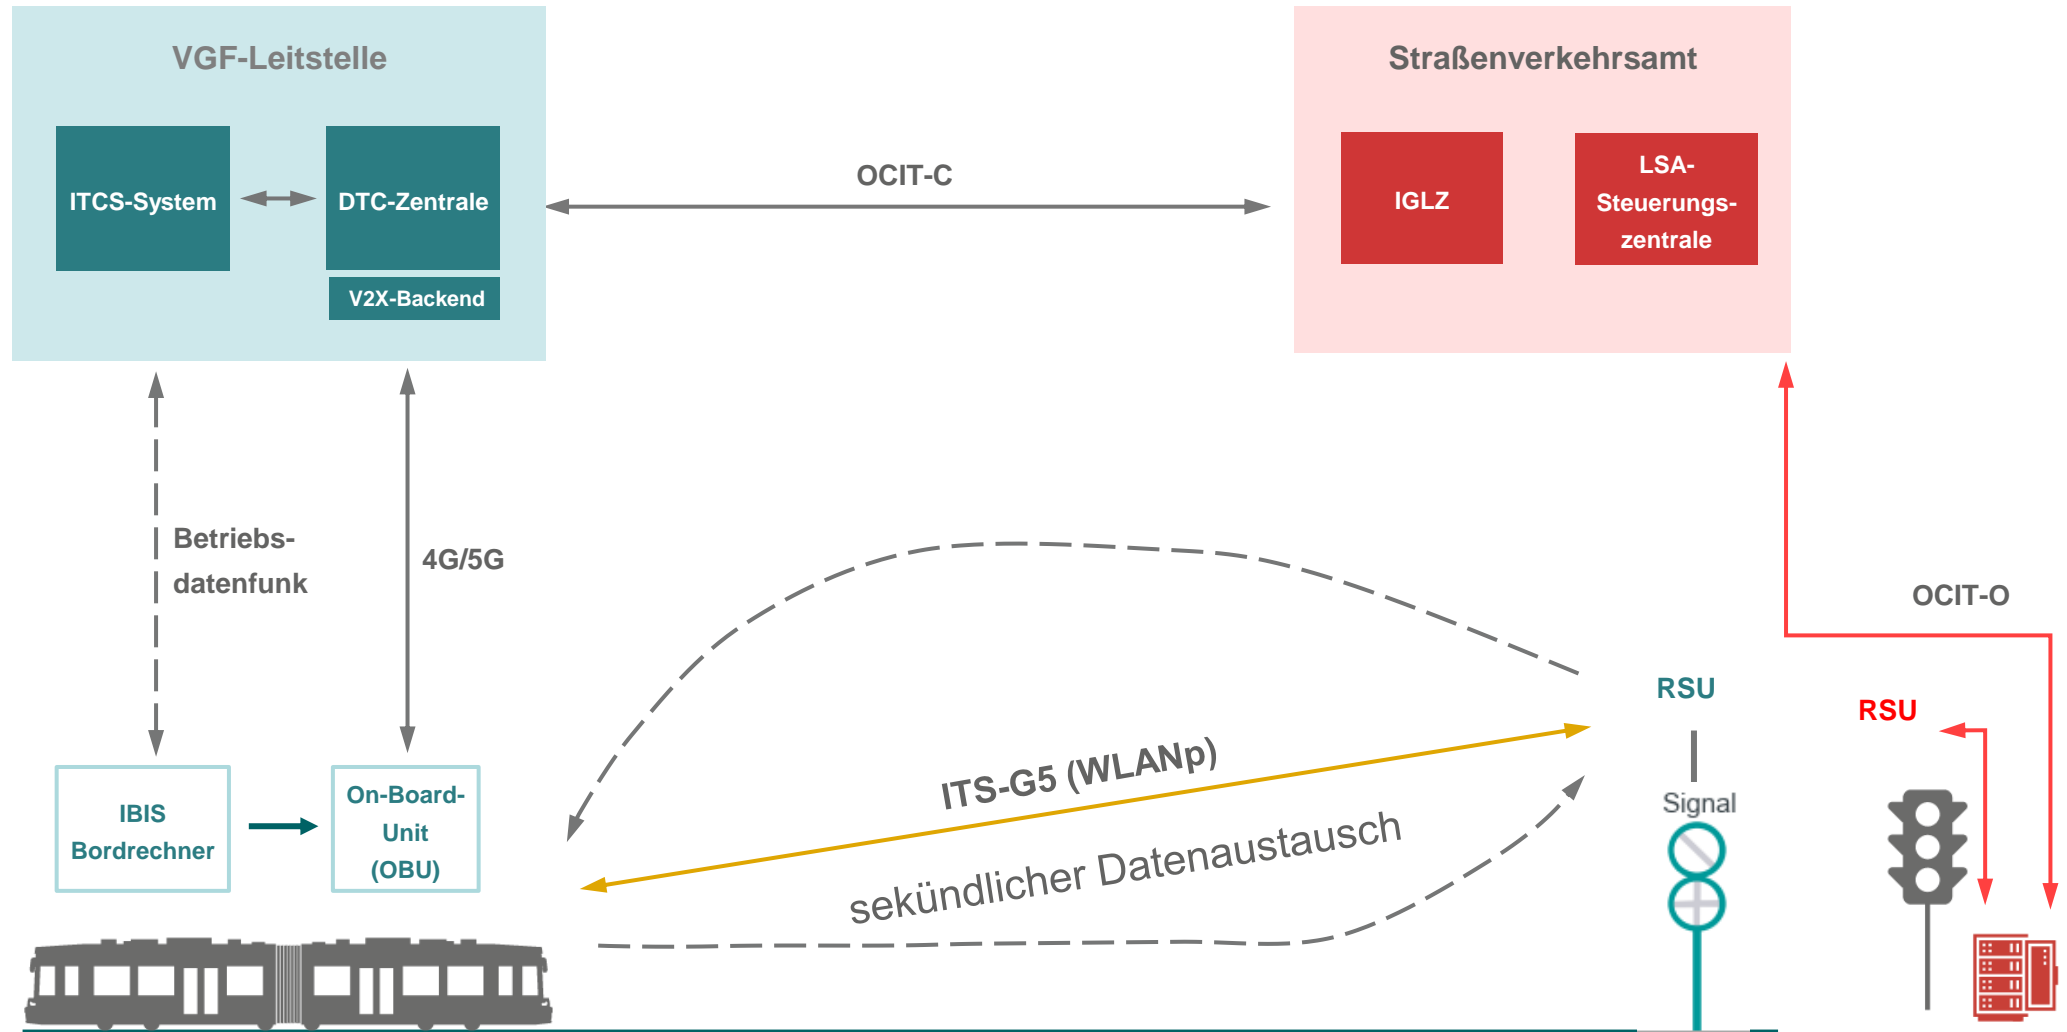 VGF-Leitstelle
Straßenverkehrsamt
ITCS-System
DTC-Zentrale
V2X-Backend
OCIT-C
IGLZ
LSA-
Steuerungs-
zentrale
Betriebs-
datenfunk
4G/5G
OCIT-O
RSU
RSU
ITS-G5 (WLANp)
sekündlicher Datenaustausch
Signal
IBIS
Bordrechner
On-Board-
Unit
(OBU)